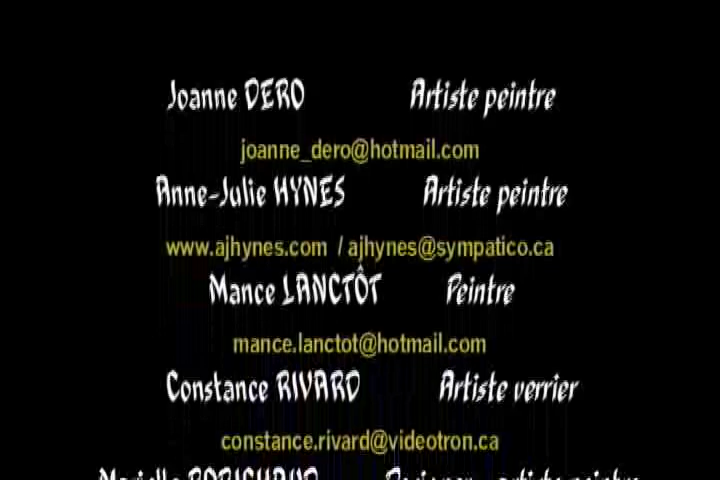 Joanne DERO Artiste peintre
joanne_dero@hotmail.com
Anne-Julie HYNES Artiste peintre
www.ajhynes.com / ajhynes@sympatico.ca
Mance LANCTÔT Peintre
mance.lanctot@hotmail.com
Constance RIVARD Artiste verrier
constance.rivard@videotron.ca